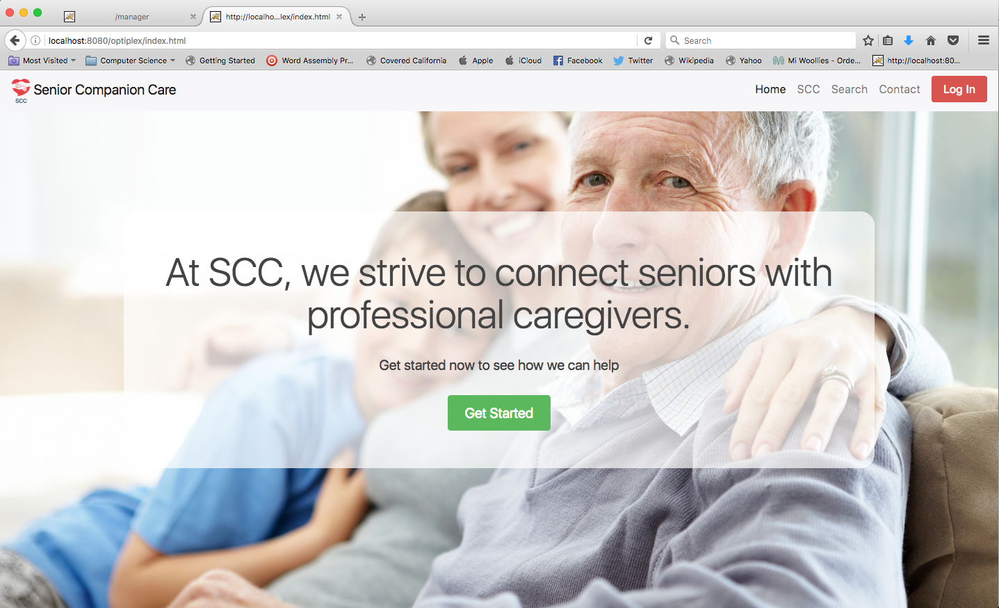 /manager
http://localho...lex/index.html
localhost:8080/optiplex/index.html
Search
Most Visited
Computer Science
Getting Started
Word Assembly Pr...
Covered California
Apple
iCloud
Facebook
Twitter
Wikipedia
Yahoo
Mi Woollies - Orde...
http://localhost:80...
SCC
Senior Companion Care
Home
SCC
Search
Contact
Log In
At SCC, we strive to connect seniors with
professional caregivers.
Get started now to see how we can help
Get Started